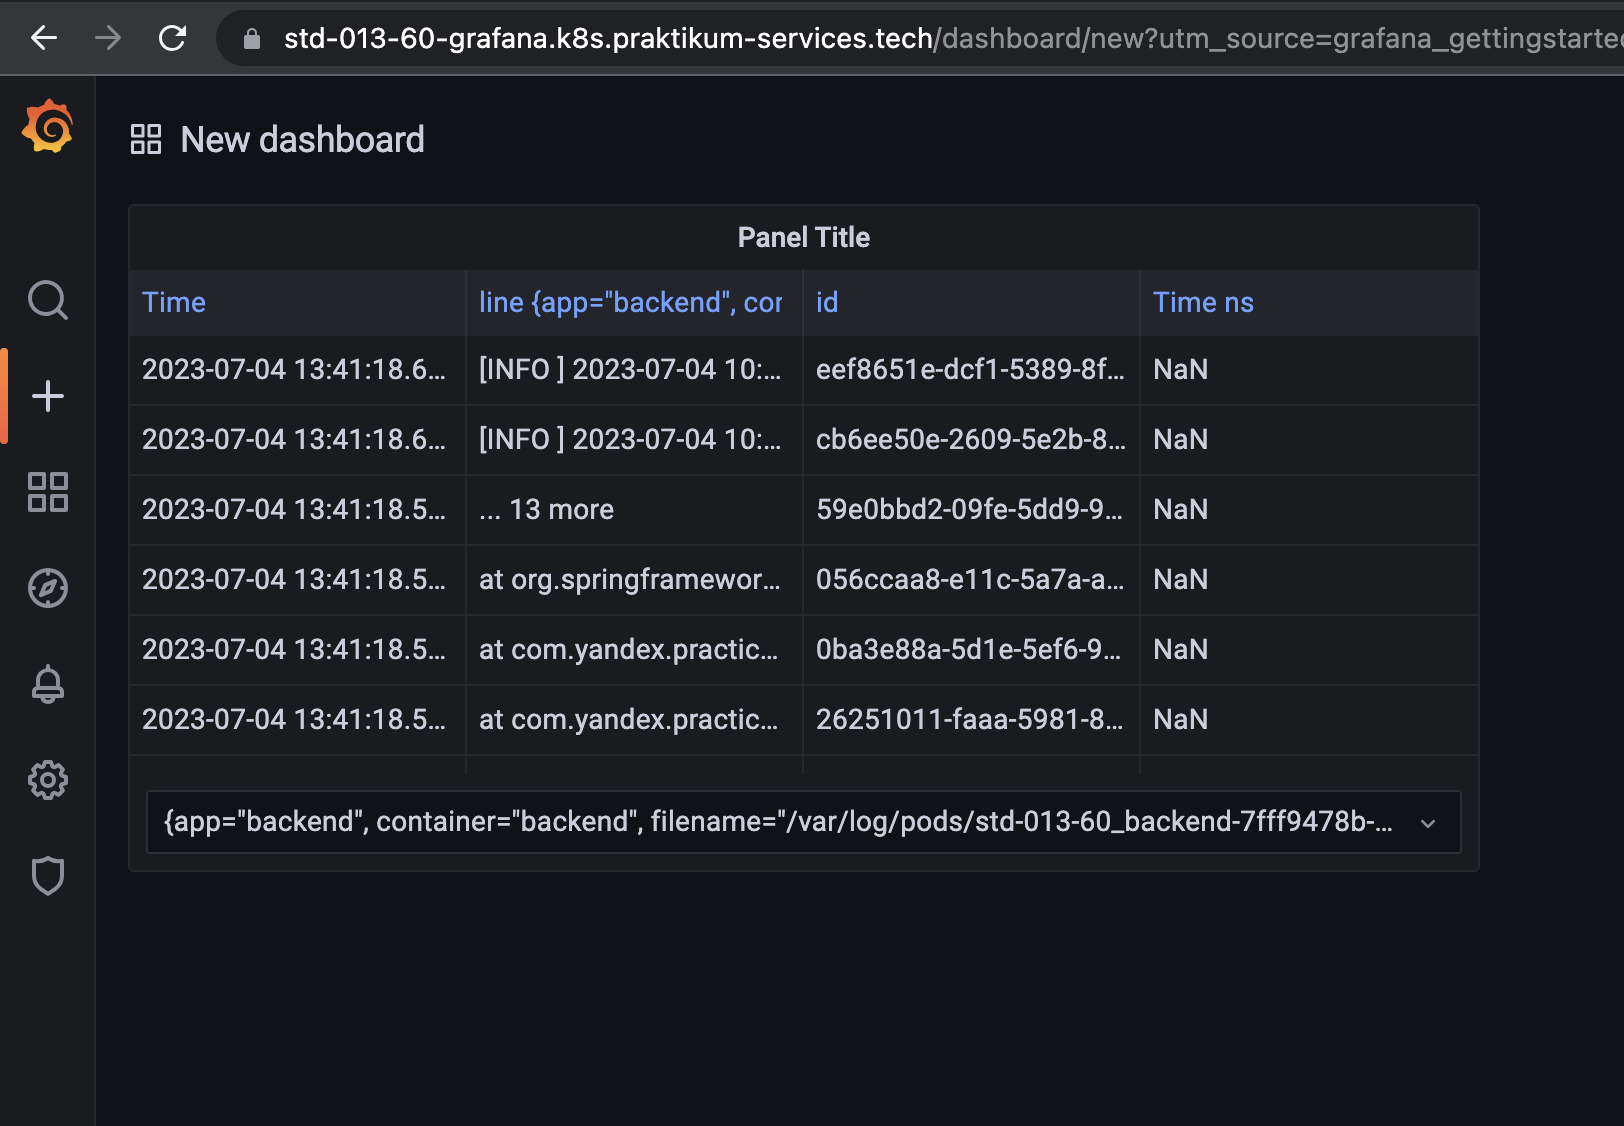 std-013-60-grafana.k8s.praktikum-services.tech/dashboard/new?utm_source=grafana_gettingstarted
New dashboard
Panel Title
Time line {app="backend", cor id Time ns
2023-07-04 13:41:18.6... [INFO ] 2023-07-04 10:... eef8651e-dcf1-5389-8f... NaN
2023-07-04 13:41:18.6... [INFO ] 2023-07-04 10:... cb6ee50e-2609-5e2b-8... NaN
2023-07-04 13:41:18.5... ... 13 more 59e0bbd2-09fe-5dd9-9... NaN
2023-07-04 13:41:18.5... at org.springframewor... 056ccaa8-e11c-5a7a-a... NaN
2023-07-04 13:41:18.5... at com.yandex.practic... 0ba3e88a-5d1e-5ef6-9... NaN
2023-07-04 13:41:18.5... at com.yandex.practic... 26251011-faaa-5981-8... NaN
{app="backend", container="backend", filename="/var/log/pods/std-013-60_backend-7fff9478b-...